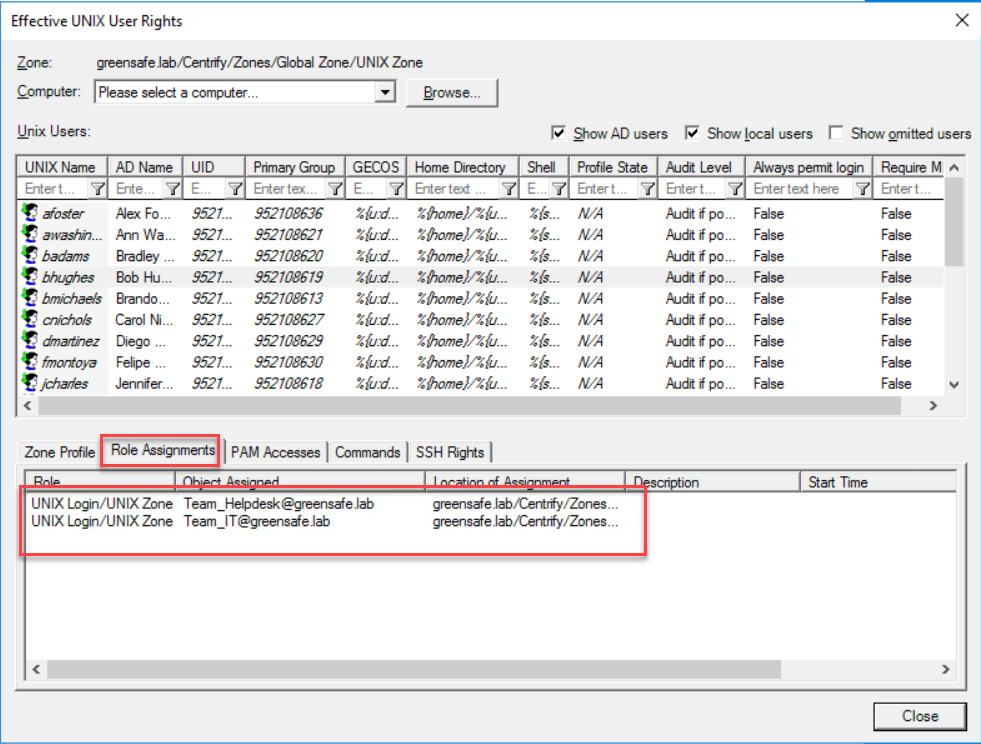 Effective UNIX User Rights
Zone: greensafe.lab/Centrify/Zones/Global Zone/UNIX Zone
Computer: Please select a computer... Browse...
Unix Users: Show AD users Show local users Show omitted users
UNIX Name AD Name UID Primary Group GECOS Home Directory Shell Profile State Audit Level Always permit login Require M
Enter t... Ente... E... Enter tex... E... Enter text ... E... Enter t... Enter t... Enter text here Enter t...
afoster Alex Fo... 9521... 952108636 %{u:d... %{home}/%{u... %{s... N/A Audit if po... False False
awashin... Ann Wa... 9521... 952108621 %{u:d... %{home}/%{u... %{s... N/A Audit if po... False False
badams Bradley ... 9521... 952108620 %{u:d... %{home}/%{u... %{s... N/A Audit if po... False False
bhughes Bob Hu... 9521... 952108619 %{u:d... %{home}/%{u... %{s... N/A Audit if po... False False
bmichaels Brando... 9521... 952108613 %{u:d... %{home}/%{u... %{s... N/A Audit if po... False False
cnichols Carol Ni... 9521... 952108627 %{u:d... %{home}/%{u... %{s... N/A Audit if po... False False
dmartinez Diego ... 9521... 952108629 %{u:d... %{home}/%{u... %{s... N/A Audit if po... False False
fmontoya Felipe ... 9521... 952108630 %{u:d... %{home}/%{u... %{s... N/A Audit if po... False False
jcharles Jennifer... 9521... 952108618 %{u:d... %{home}/%{u... %{s... N/A Audit if po... False False
Zone Profile Role Assignments PAM Accesses Commands SSH Rights
Role Object Assigned Location of Assignment Description Start Time
UNIX Login/UNIX Zone Team_Helpdesk@greensafe.lab greensafe.lab/Centrify/Zones...
UNIX Login/UNIX Zone Team_IT@greensafe.lab greensafe.lab/Centrify/Zones...
Close